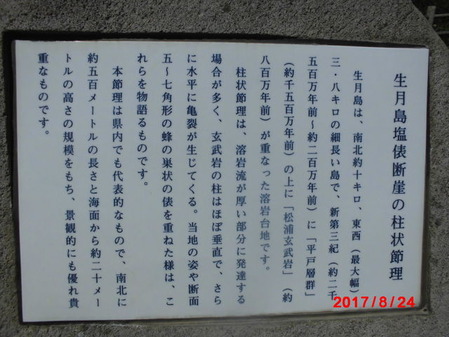 生月島塩俵断崖の柱状節理
生月島は、南北約十キロ、東西(最大幅)
三・八キロの細長い島で、新第三紀(約二千
五百万年前〜約二百万年前)に「平戸層群」
(約千五百万年前)の上に「松浦玄武岩」(約
八百万年前)が重なった溶岩台地です。
柱状節理は、溶岩流が厚い部分に発達する
場合が多く、玄武岩の柱はほぼ垂直で、さら
に水平に亀裂が生じてくる。当地の姿や断面
五〜七角形の蜂の巣状の俵を重ねた様は、こ
れらを物語るものです。
本節理は県内でも代表的なもので、南北に
約五百メートルの長さと海面から約二十メー
トルの高さの規模をもち、景観的にも優れ貴
重なものです。
2017/8/24